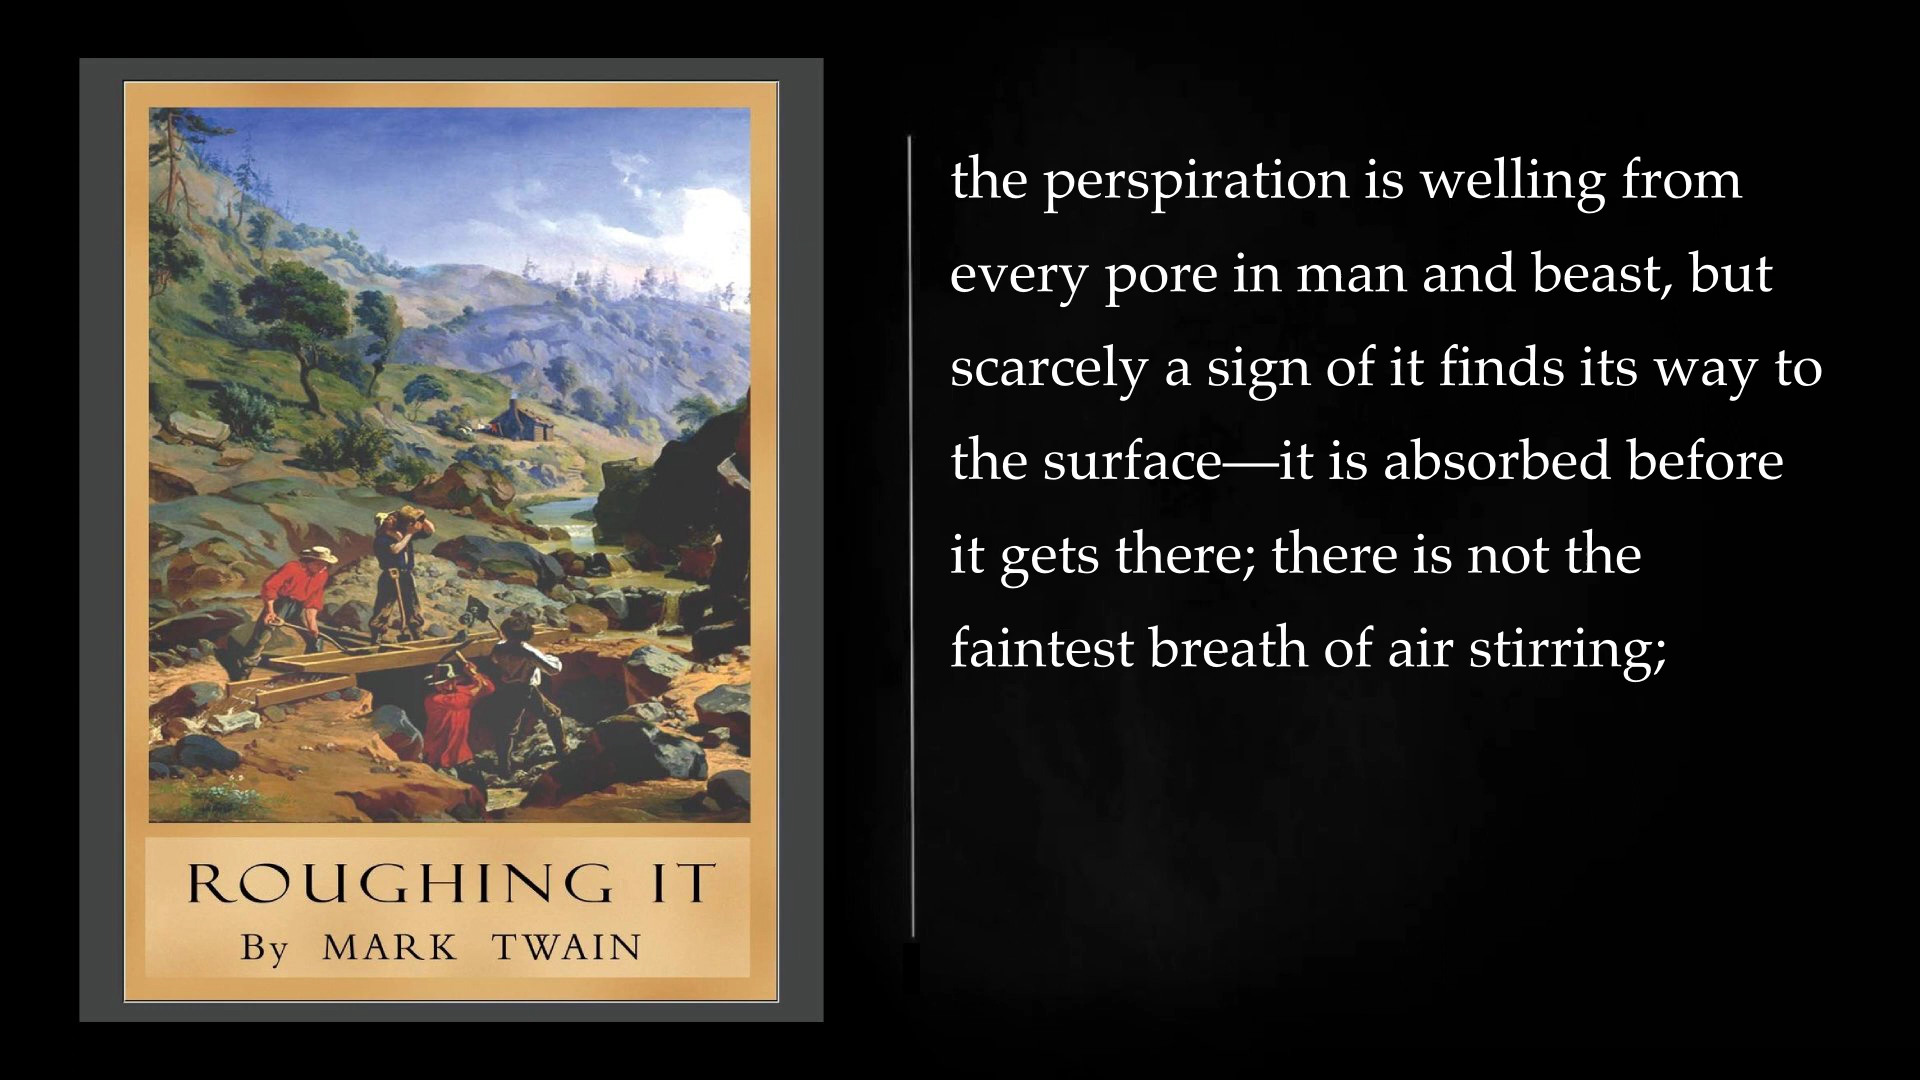 ROUGHING IT
By MARK TWAIN
the perspiration is welling from
every pore in man and beast, but
scarcely a sign of it finds its way to
the surface—it is absorbed before
it gets there; there is not the
faintest breath of air stirring;